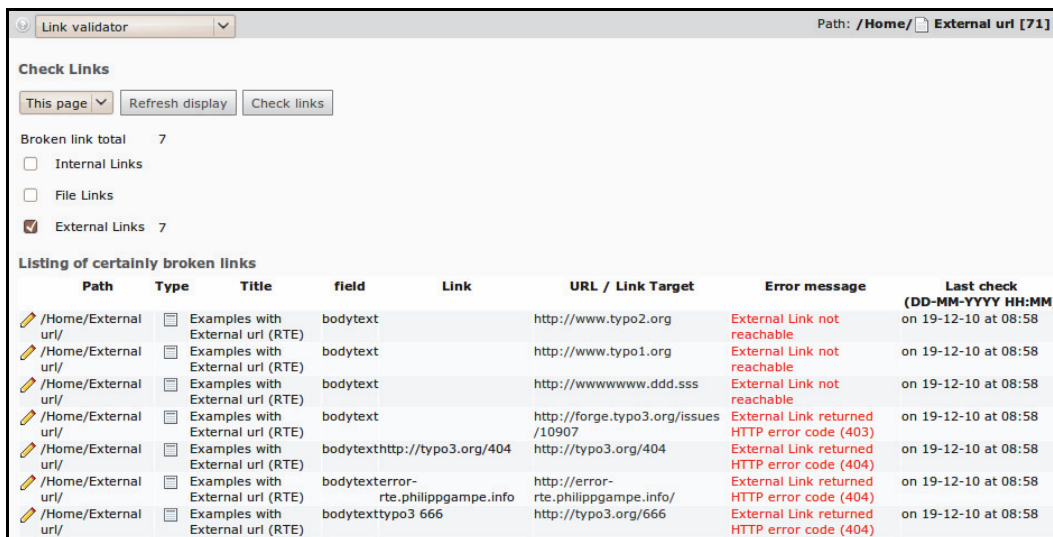 Link validator
Path: /Home/ External url [71]
Check Links
This page Refresh display Check links
Broken link total 7
Internal Links
File Links
External Links 7
Listing of certainly broken links
Path Type Title field Link URL / Link Target Error message Last check
(DD-MM-YYYY HH:MM
/Home/External Examples with bodytext http://www.typo2.org External Link not on 19-12-10 at 08:58
url/ External url (RTE) reachable
/Home/External Examples with bodytext http://www.typo1.org External Link not on 19-12-10 at 08:58
url/ External url (RTE) reachable
/Home/External Examples with bodytext http://wwwwwww.ddd.sss External Link not on 19-12-10 at 08:58
url/ External url (RTE) reachable
/Home/External Examples with bodytext http://forge.typo3.org/issues External Link returned on 19-12-10 at 08:58
url/ External url (RTE) /10907 HTTP error code (403)
/Home/External Examples with bodytexthttp://typo3.org/404 http://typo3.org/404 External Link returned on 19-12-10 at 08:58
url/ External url (RTE) HTTP error code (404)
/Home/External Examples with bodytexterror- http://error- External Link returned on 19-12-10 at 08:58
url/ External url (RTE) rte.philippgampe.info rte.philippgampe.info/ HTTP error code (404)
/Home/External Examples with bodytexttypo3 666 http://typo3.org/666 External Link returned on 19-12-10 at 08:58
url/ External url (RTE) HTTP error code (404)